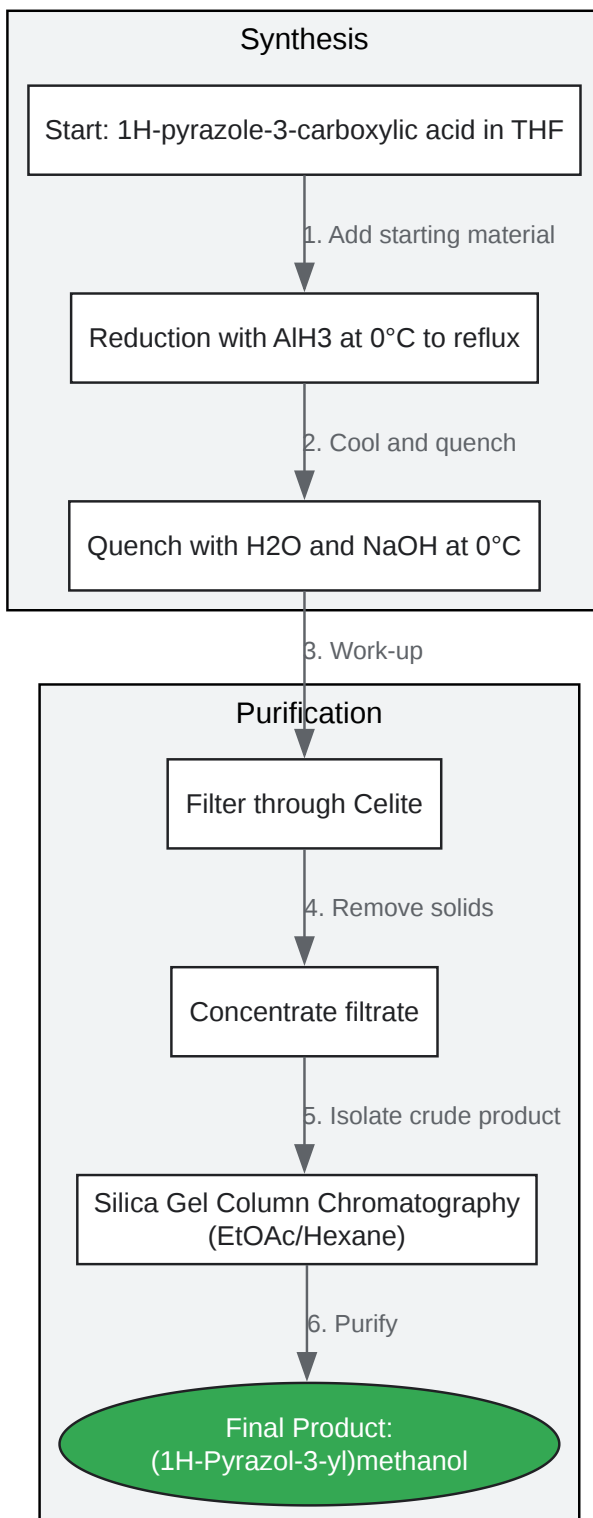 Synthesis
Start: 1H-pyrazole-3-carboxylic acid in THF
1. Add starting material
Reduction with AlH3 at 0°C to reflux
2. Cool and quench
Quench with H2O and NaOH at 0°C
3. Work-up
Purification
Filter through Celite
4. Remove solids
Concentrate filtrate
5. Isolate crude product
Silica Gel Column Chromatography
(EtOAc/Hexane)
6. Purify
Final Product:
(1H-Pyrazol-3-yl)methanol